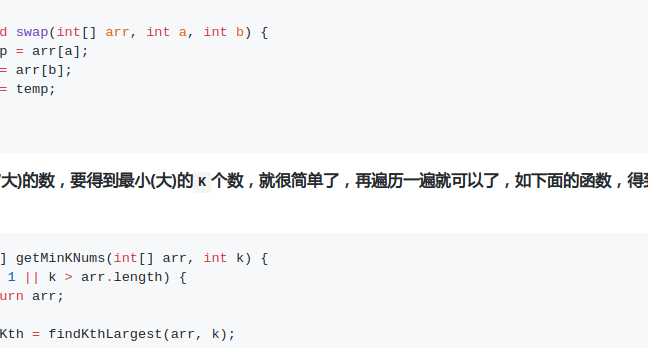 d swap(int[] arr, int a, int b) {
p = arr[a];
= arr[b];
= temp;
大)的数，要得到最小(大)的 K 个数，就很简单了，再遍历一遍就可以了，如下面的函数，得
] getMinKNums(int[] arr, int k) {
1 || k > arr.length) {
urn arr;
Kth = findKthLargest(arr, k);